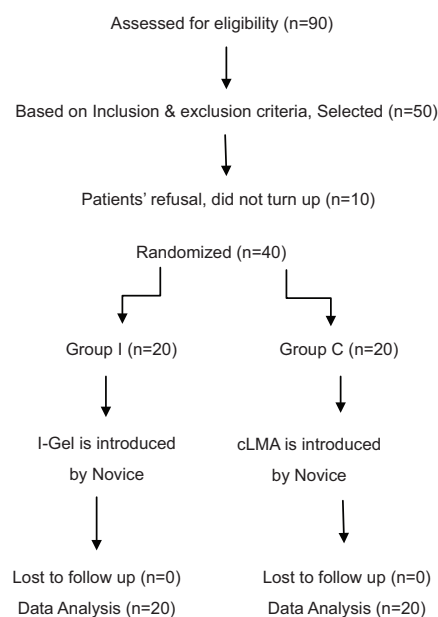 Assessed for eligibility (n=90)
Based on Inclusion & exclusion criteria, Selected (n=50)
Patients' refusal, did not turn up (n=10)
Randomized (n=40)
Group I (n=20)
Group C (n=20)
I-Gel is introduced
by Novice
cLMA is introduced
by Novice
Lost to follow up (n=0)
Data Analysis (n=20)
Lost to follow up (n=0)
Data Analysis (n=20)